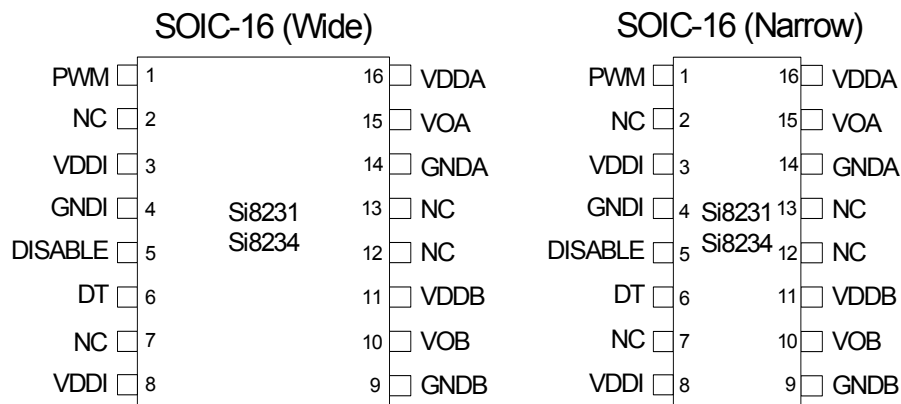 SOIC-16 (Wide)
PWM 1 16 VDDA
NC 2 15 VOA
VDDI 3 14 GNDA
GNDI 4 13 NC
Si8231
Si8234
DISABLE 5 12 NC
DT 6 11 VDDB
NC 7 10 VOB
VDDI 8 9 GNDB
SOIC-16 (Narrow)
PWM 1 16 VDDA
NC 2 15 VOA
VDDI 3 14 GNDA
GNDI 4 Si8231 13 NC
DISABLE 5 Si8234 12 NC
DT 6 11 VDDB
NC 7 10 VOB
VDDI 8 9 GNDB